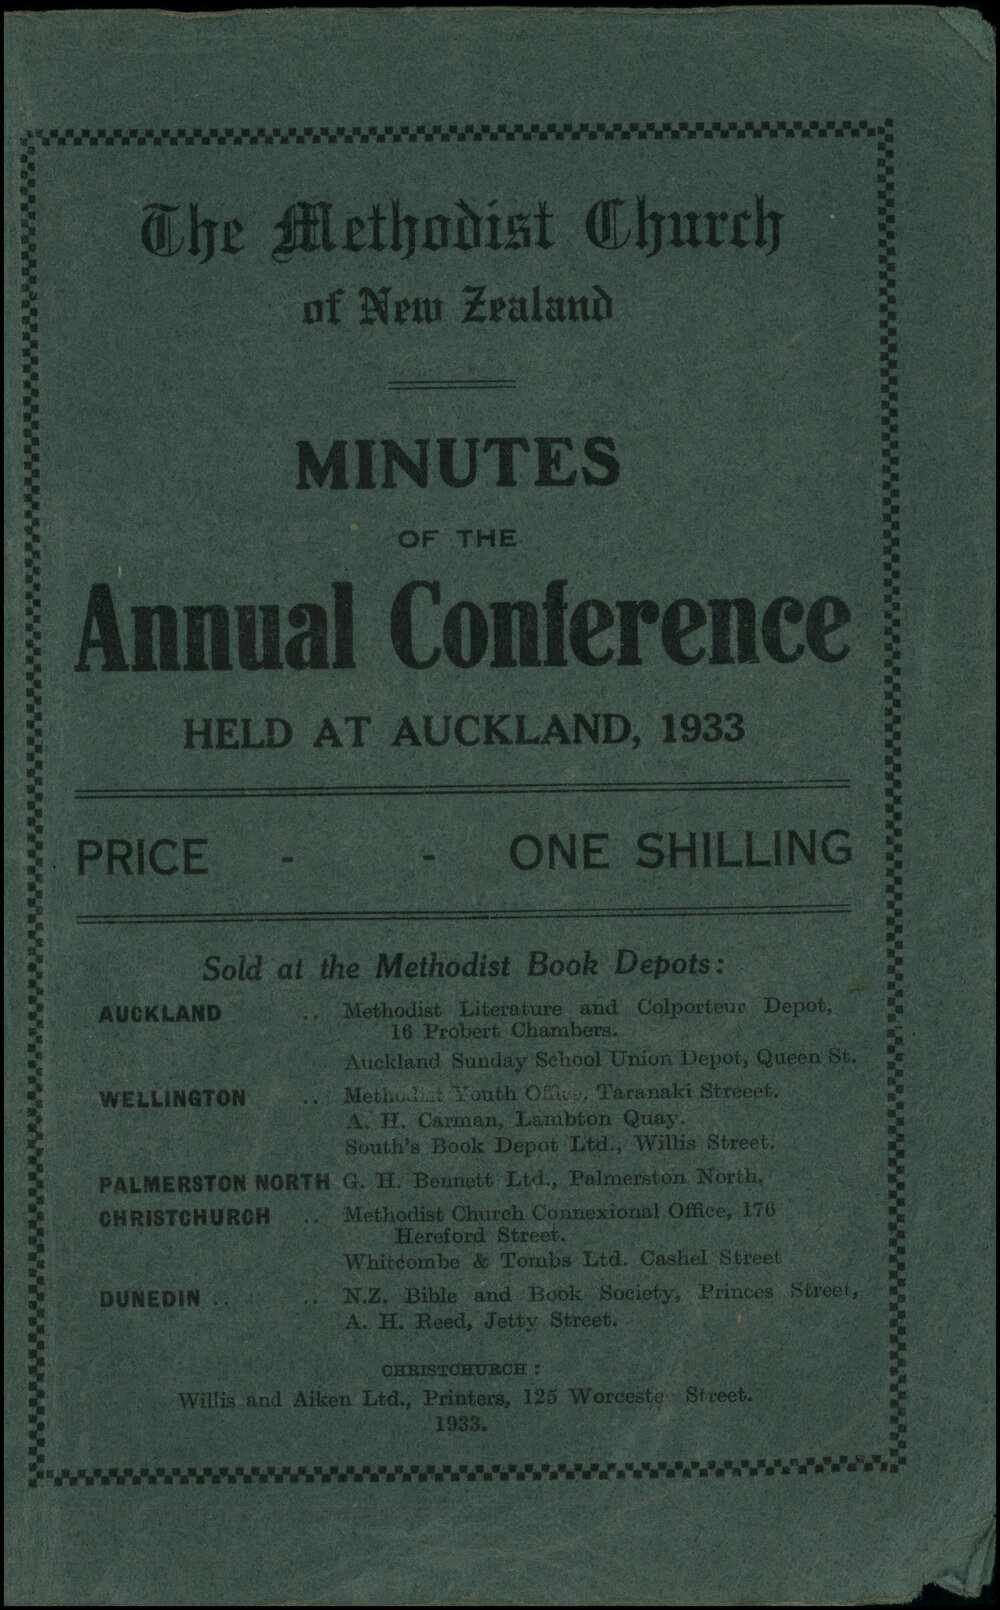 The Methodist Church
of New Zealand
MINUTES
OF THE
Annual Conference
HELD AT AUCKLAND, 1933
PRICE - - ONE SHILLING
Sold at the Methodist Book Depots:
AUCKLAND .. Methodist Literature and Colporteur Depot,
16 Probert Chambers.
Auckland Sunday School Union Depot, Queen St.
WELLINGTON .. Methodist Youth Office, Taranaki Streeet.
A. H. Carman, Lambton Quay.
South's Book Depot Ltd., Willis Street.
PALMERSTON NORTH G. H. Bennett Ltd., Palmerston North.
CHRISTCHURCH .. Methodist Church Connexional Office, 176
Hereford Street.
Whitcombe & Tombs Ltd. Cashel Street
DUNEDIN .. .. N.Z. Bible and Book Society, Princes Street,
A. H. Reed, Jetty Street.
CHRISTCHURCH :
Willis and Aiken Ltd., Printers, 125 Worcester Street.
1933.